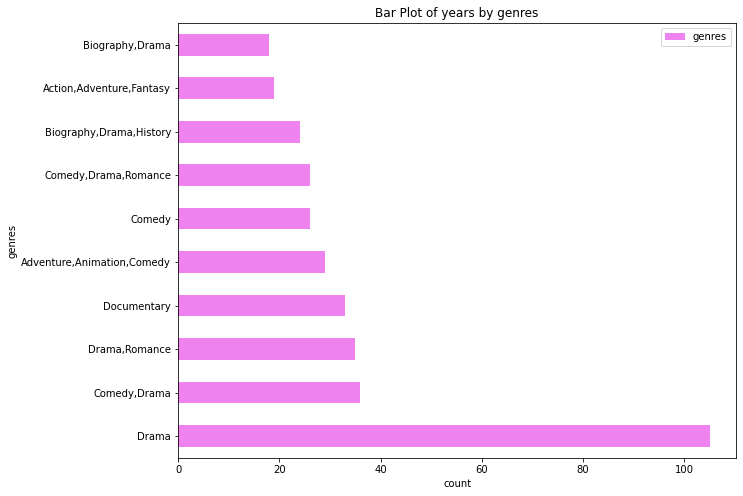 Bar Plot of years by genres
genres
Biography,Drama
Action,Adventure,Fantasy
Biography,Drama,History
Comedy,Drama,Romance
Comedy
Adventure,Animation,Comedy
Documentary
Drama,Romance
Comedy,Drama
Drama
genres
0 20 40 60 80 100
count